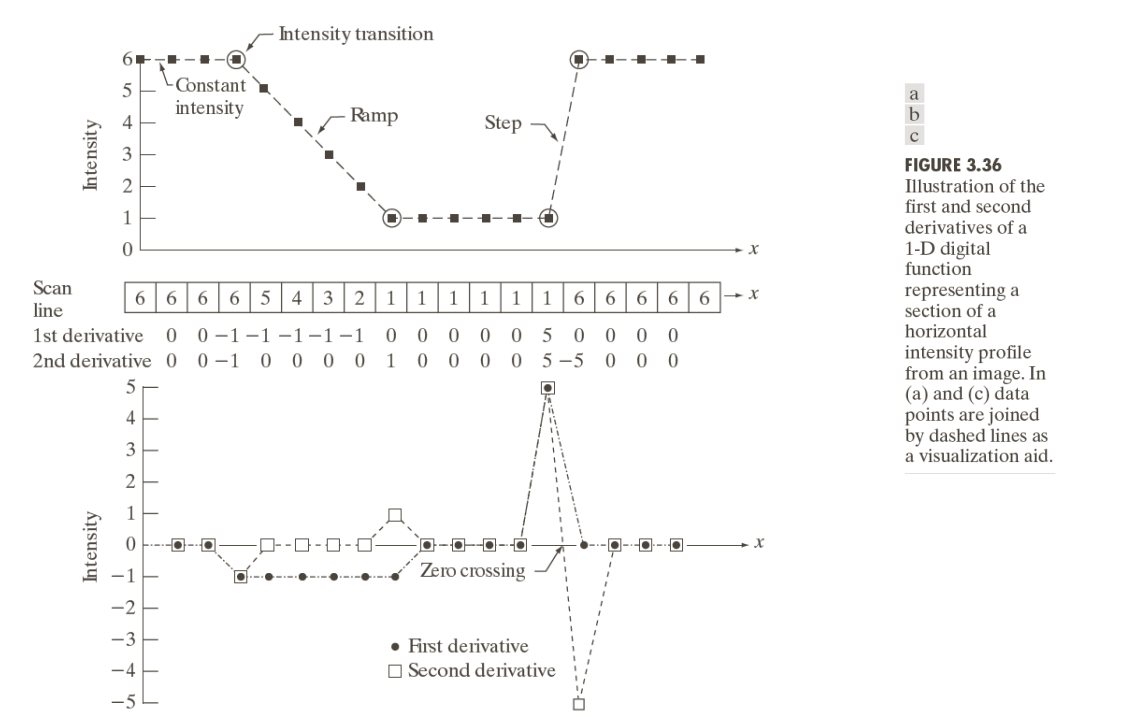 Intensity transition
6
Constant
intensity
5
4
Ramp
Step
3
2
1
0
x
Intensity
Scan
line
6 6 6 6 5 4 3 2 1 1 1 1 1 1 6 6 6 6 6
x
1st derivative 0 0 −1 −1 −1 −1 −1 0 0 0 0 0 5 0 0 0 0
2nd derivative 0 0 −1 0 0 0 0 1 0 0 0 0 5 −5 0 0 0
5
4
3
2
1
0
x
Intensity
Zero crossing
−1
−2
−3
−4
−5
First derivative
Second derivative
a
b
c
FIGURE 3.36
Illustration of the
first and second
derivatives of a
1-D digital
function
representing a
section of a
horizontal
intensity profile
from an image. In
(a) and (c) data
points are joined
by dashed lines as
a visualization aid.